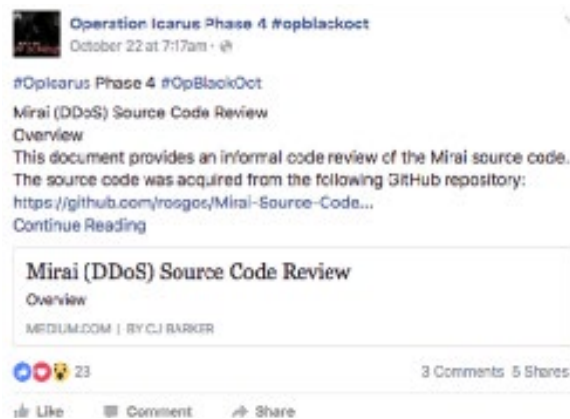 Operation Icarus Phase 4 #opblackoct
October 22 at 7:17am ·
#OpIcarus Phase 4 #OpBlackOct
Mirai (DDoS) Source Code Review
Overview
This document provides an informal code review of the Mirai source code.
The source code was acquired from the following GitHub repository:
https://github.com/rosgos/Mirai-Source-Code...
Continue Reading
Mirai (DDoS) Source Code Review
Overview
MEDIUM.COM | BY CJ BARKER
23
3 Comments 5 Shares
Like Comment Share